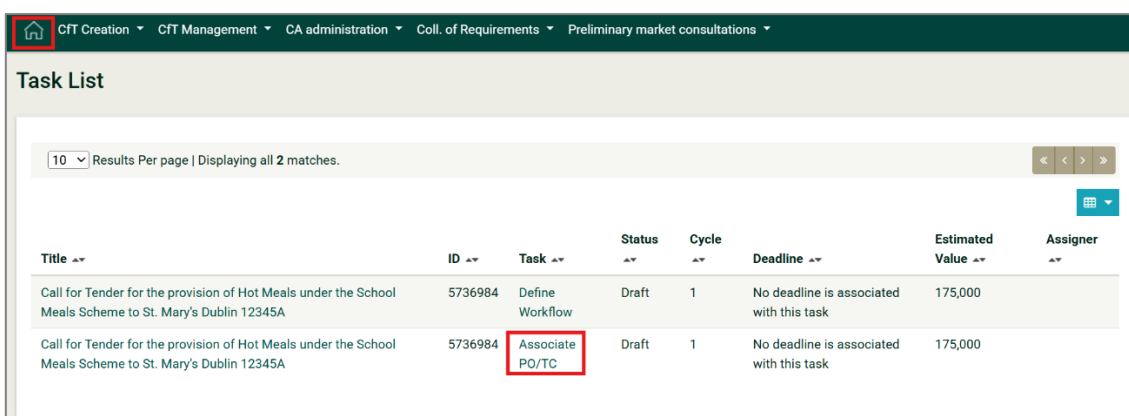 CfT Creation CfT Management CA administration Coll. of Requirements Preliminary market consultations
Task List
10 Results Per page | Displaying all 2 matches.
« < > »
Status Cycle Estimated Assigner
Title ID Task Deadline Value
Call for Tender for the provision of Hot Meals under the School 5736984 Define Draft 1 No deadline is associated 175,000
Meals Scheme to St. Mary's Dublin 12345A Workflow with this task
Call for Tender for the provision of Hot Meals under the School 5736984 Associate Draft 1 No deadline is associated 175,000
Meals Scheme to St. Mary's Dublin 12345A PO/TC with this task